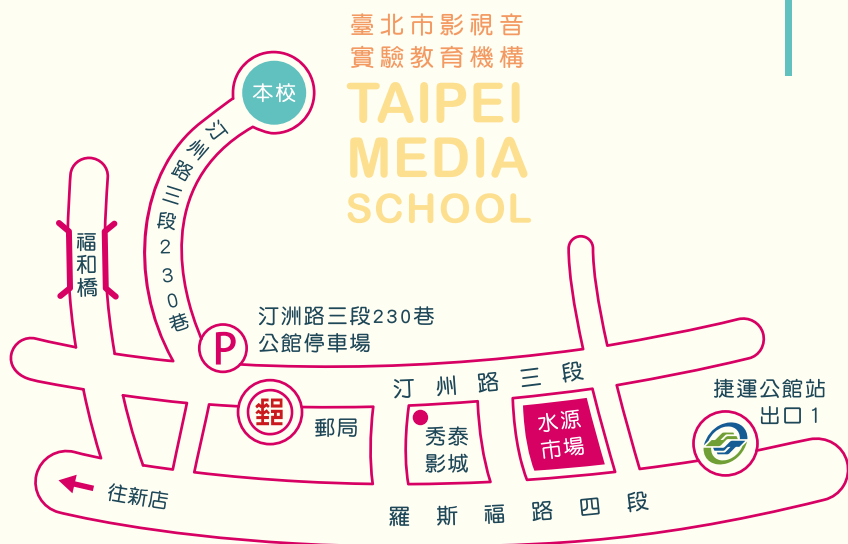 臺北市影視音
實驗教育機構
TAIPEI
MEDIA
SCHOOL
本校
汀州路三段230巷
福和橋
P
汀洲路三段230巷
公館停車場
汀州路三段
捷運公館站
出口1
郵
郵局
秀泰
影城
水源
市場
往新店
羅斯福路四段